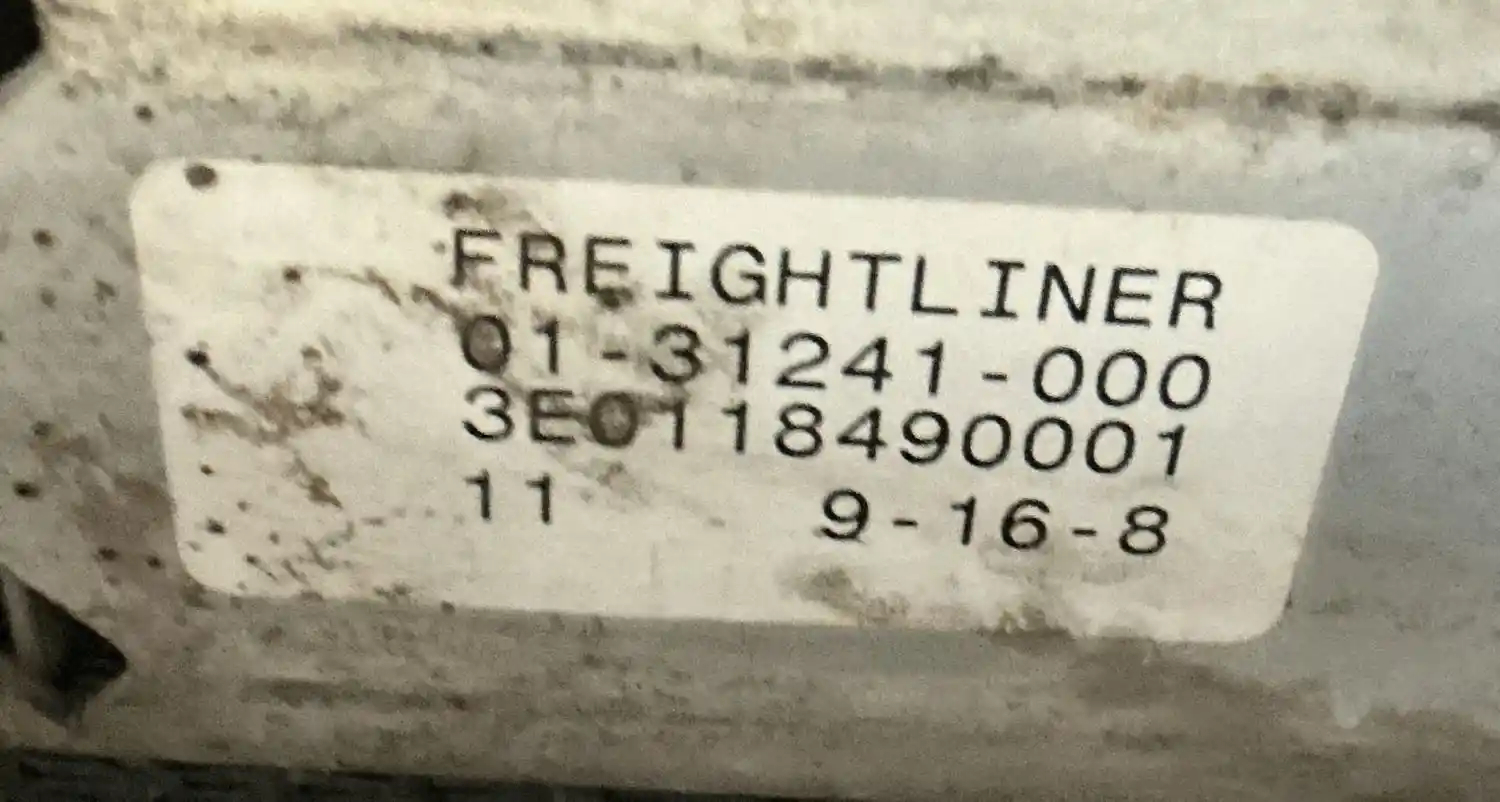 FREIGHTLINER
01-31241-000
3E0118490001
11 9-16-8